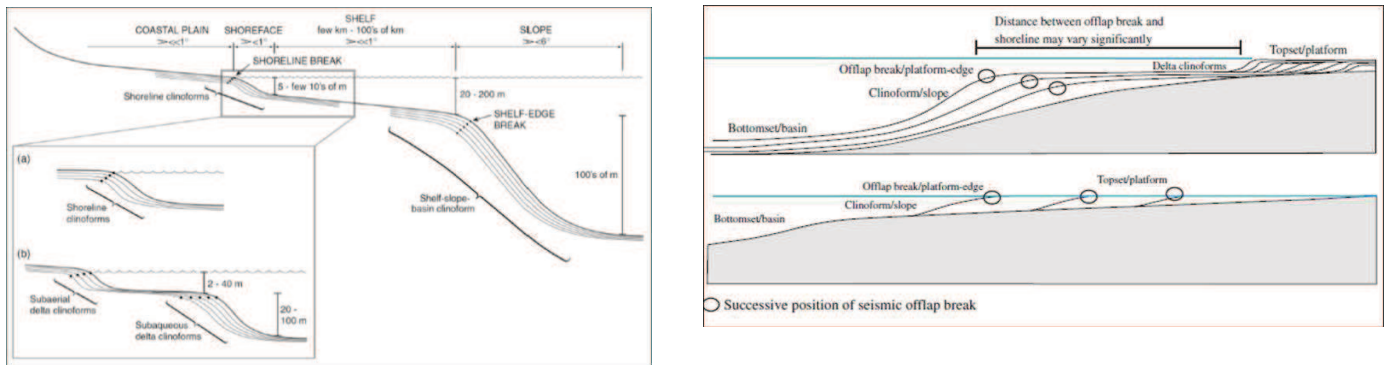 SHELF
COASTAL PLAIN SHOREFACE few km - 100's of km SLOPE
≫<<1° ≫<1° ≫<<1° ≫<6°
SHORELINE BREAK
5 - few 10's of m
Shoreline clinoforms
20 - 200 m
SHELF-EDGE
BREAK
100's of m
Shelf-slope-
basin clinoform
(a)
Shoreline
clinoforms
(b)
2 - 40 m
Subaerial
delta clinoforms
20 -
100 m
Subaqueous
delta clinoforms
Distance between offlap break and
shoreline may vary significantly
Topset/platform
Offlap break/platform-edge
Delta clinoforms
Clinoform/slope
Bottomset/basin
Offlap break/platform-edge
Topset/platform
Clinoform/slope
Bottomset/basin
Successive position of seismic offlap break